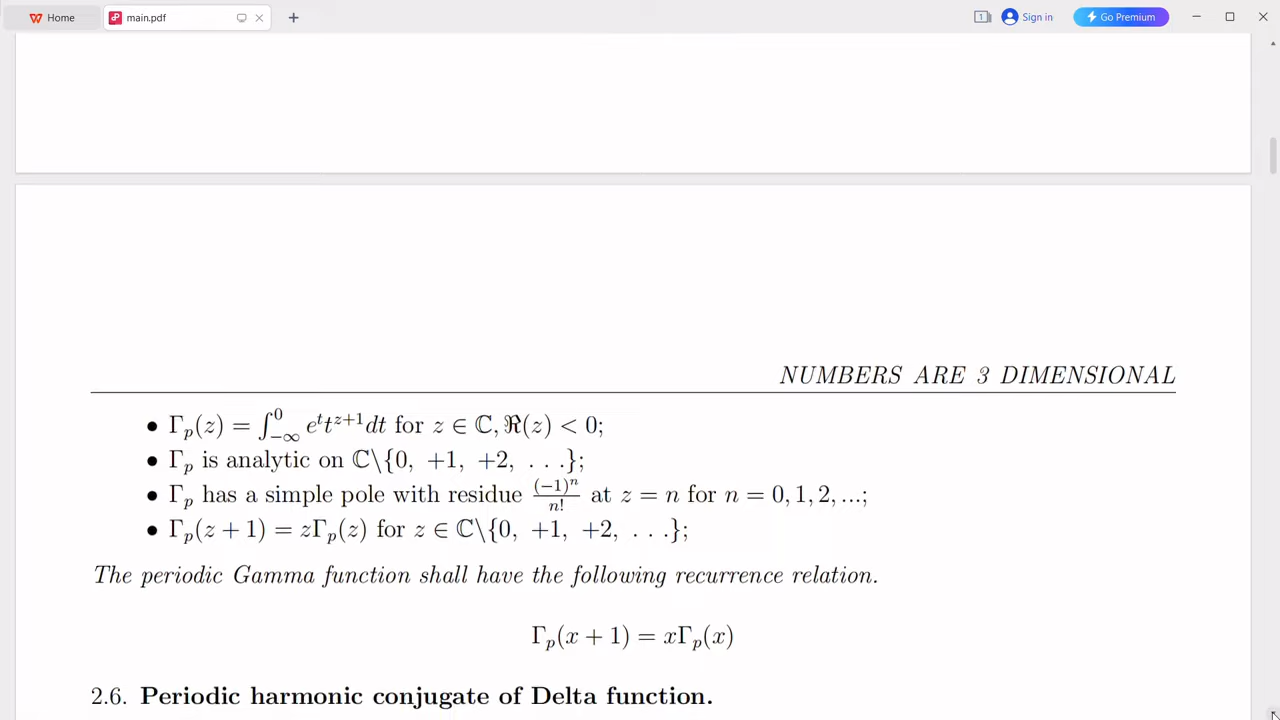 Home main.pdf Sign in Go Premium
NUMBERS ARE 3 DIMENSIONAL
• Γₚ(z) = ∫_{−∞}^{0} eᵗt^{z+1}dt for z ∈ ℂ, ℜ(z) < 0;
• Γₚ is analytic on ℂ\{0, +1, +2, . . .};
• Γₚ has a simple pole with residue (−1)ⁿ/n! at z = n for n = 0, 1, 2, ...;
• Γₚ(z + 1) = zΓₚ(z) for z ∈ ℂ\{0, +1, +2, . . .};
The periodic Gamma function shall have the following recurrence relation.
Γₚ(x + 1) = xΓₚ(x)
2.6. Periodic harmonic conjugate of Delta function.